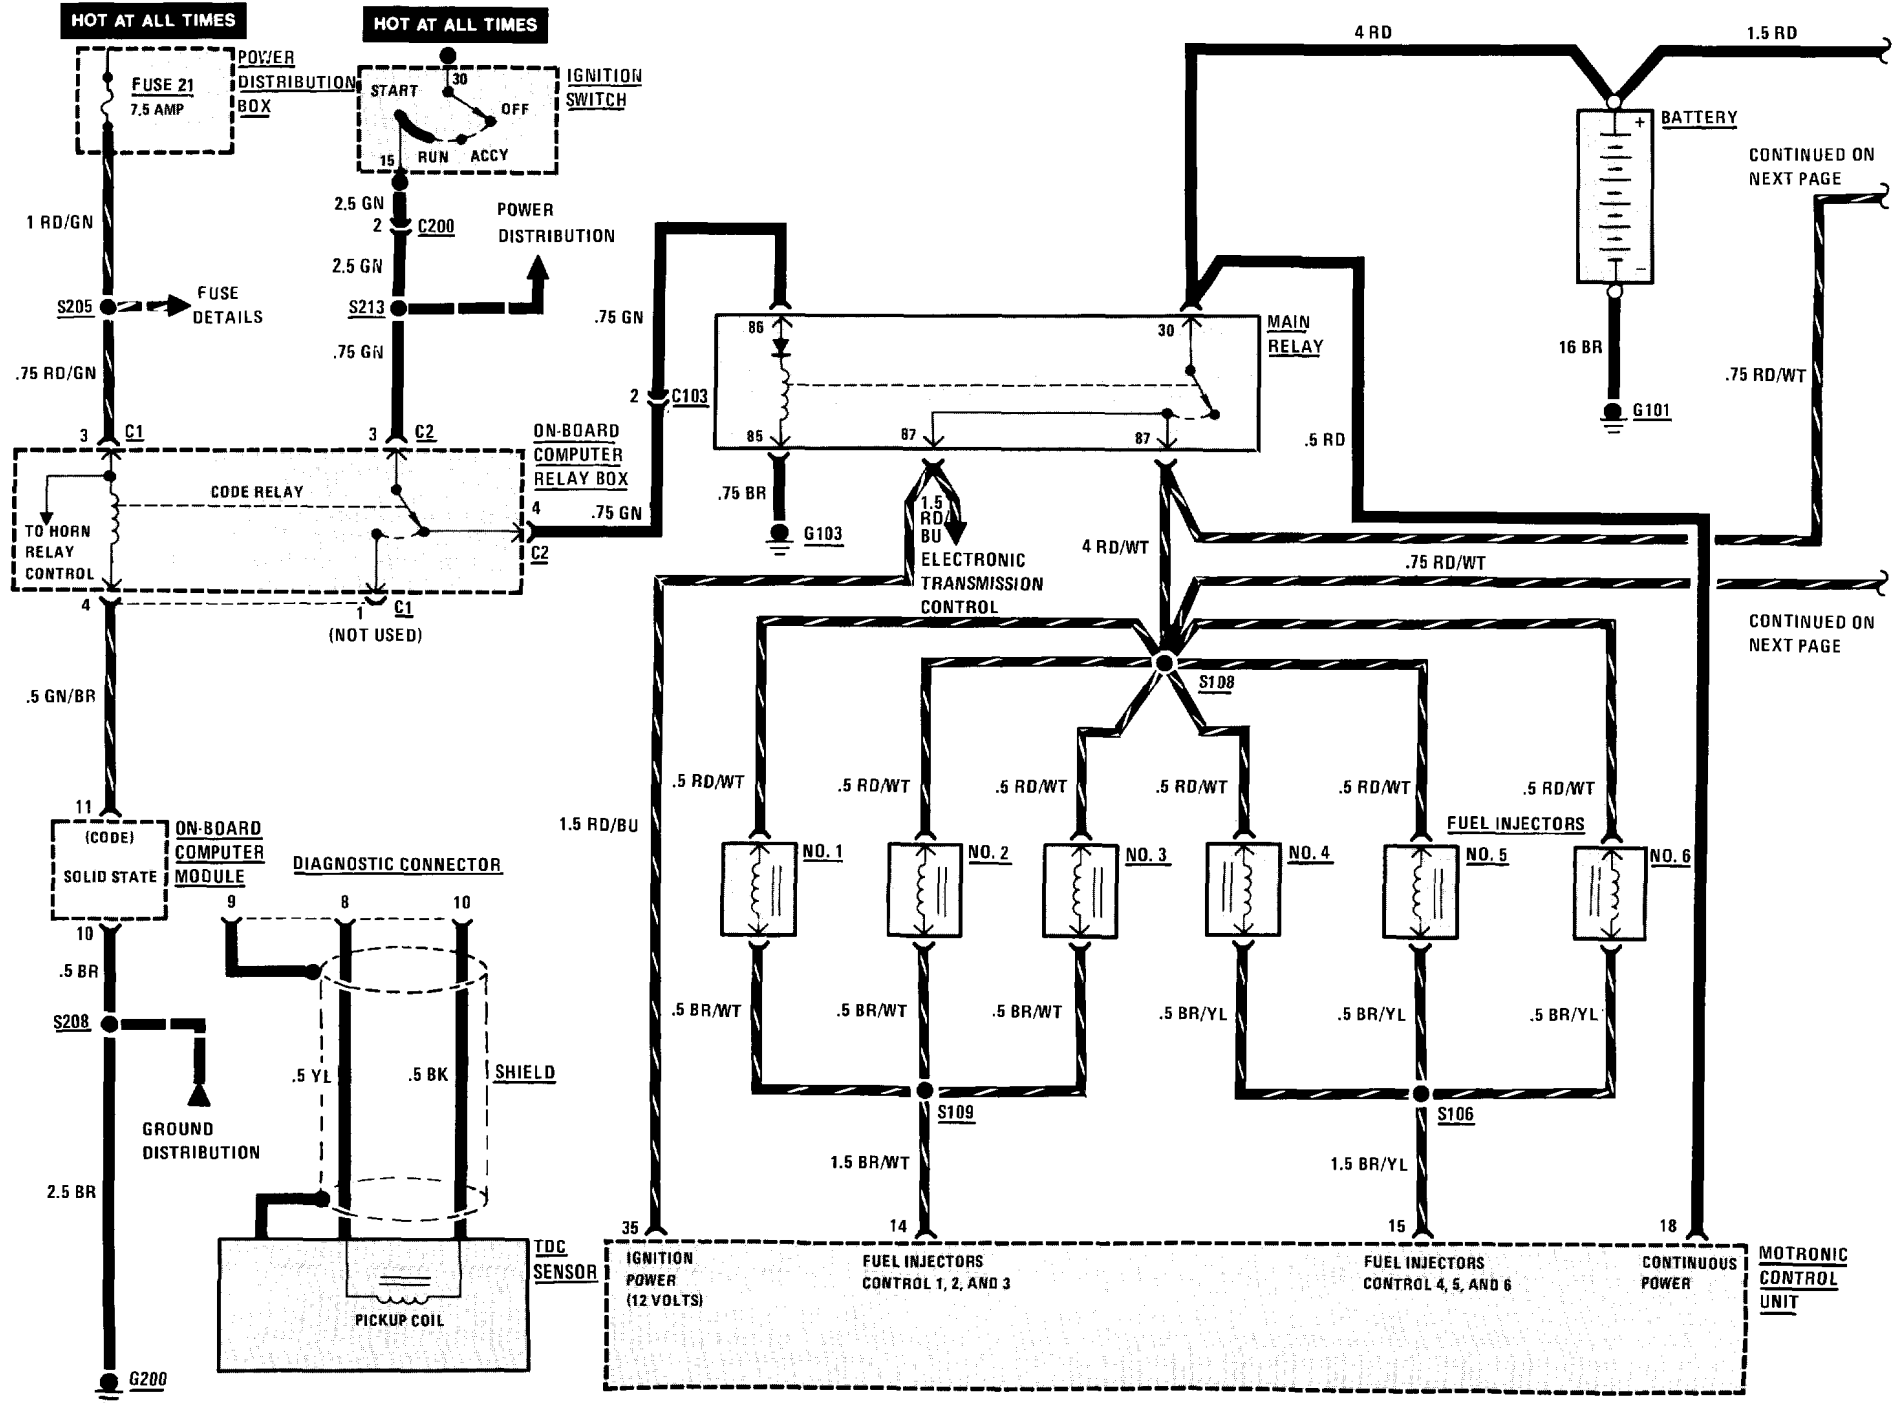 HOT AT ALL TIMES
HOT AT ALL TIMES
4 RD
1.5 RD
FUSE 21
7.5 AMP
POWER
DISTRIBUTION
BOX
30
START
OFF
RUN
ACCY
15
IGNITION
SWITCH
+
BATTERY
−
CONTINUED ON
NEXT PAGE
1 RD/GN
2.5 GN
2
C200
POWER
DISTRIBUTION
2.5 GN
S205
FUSE
DETAILS
S213
.75 GN
86
30
MAIN
RELAY
16 BR
G101
.75 RD/WT
.75 RD/GN
.75 GN
2
C103
85
87
87
.5 RD
3
C1
3
C2
ON-BOARD
COMPUTER
RELAY BOX
CODE RELAY
4
.75 GN
C2
TO HORN
RELAY
CONTROL
.75 BR
G103
1.5
RD/
BU
ELECTRONIC
TRANSMISSION
CONTROL
4 RD/WT
.75 RD/WT
4
1
C1
(NOT USED)
CONTINUED ON
NEXT PAGE
.5 GN/BR
S108
.5 RD/WT
.5 RD/WT
.5 RD/WT
.5 RD/WT
.5 RD/WT
.5 RD/WT
11
(CODE)
SOLID STATE
ON-BOARD
COMPUTER
MODULE
1.5 RD/BU
FUEL INJECTORS
NO. 1
NO. 2
NO. 3
NO. 4
NO. 5
NO. 6
DIAGNOSTIC CONNECTOR
9
8
10
10
.5 BR
S208
.5 BR/WT
.5 BR/WT
.5 BR/WT
.5 BR/YL
.5 BR/YL
.5 BR/YL
.5 YL
.5 BK
SHIELD
GROUND
DISTRIBUTION
S109
S106
1.5 BR/WT
1.5 BR/YL
2.5 BR
35
14
15
18
TDC
SENSOR
PICKUP COIL
IGNITION
POWER
(12 VOLTS)
FUEL INJECTORS
CONTROL 1, 2, AND 3
FUEL INJECTORS
CONTROL 4, 5, AND 6
CONTINUOUS
POWER
MOTRONIC
CONTROL
UNIT
G200